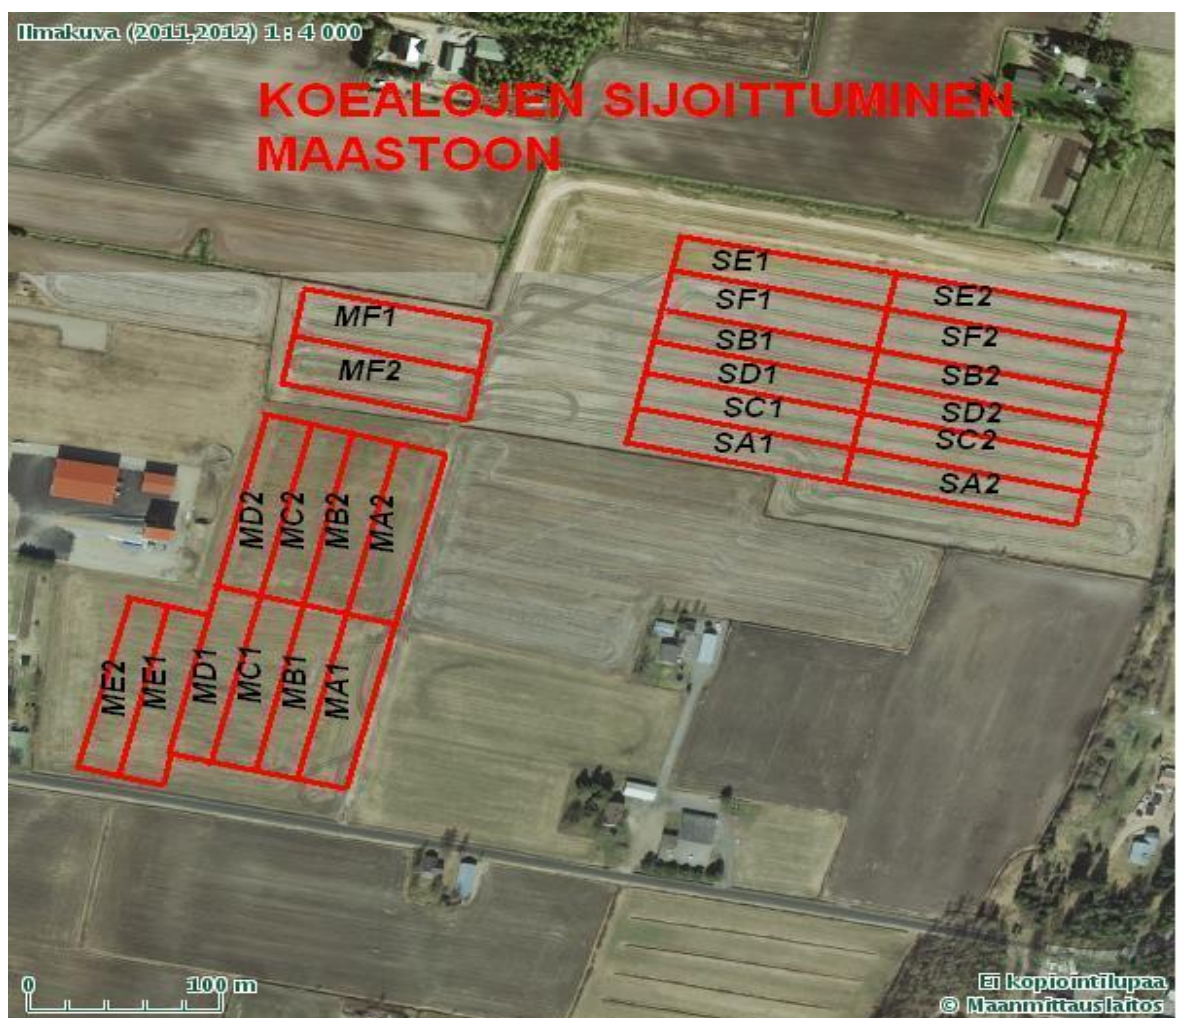 Ilmakuva (2011,2012) 1 : 4 000
KOEALOJEN SIJOITTUMINEN
MAASTOON
SE1
SE2
SF1
SF2
SB1
SB2
SD1
SD2
SC1
SC2
SA1
SA2
MF1
MF2
MD2
MC2
MB2
MA2
ME2
ME1
MD1
MC1
MB1
MA1
0 100 m
Ei kopiointilupaa
© Maanmittauslaitos